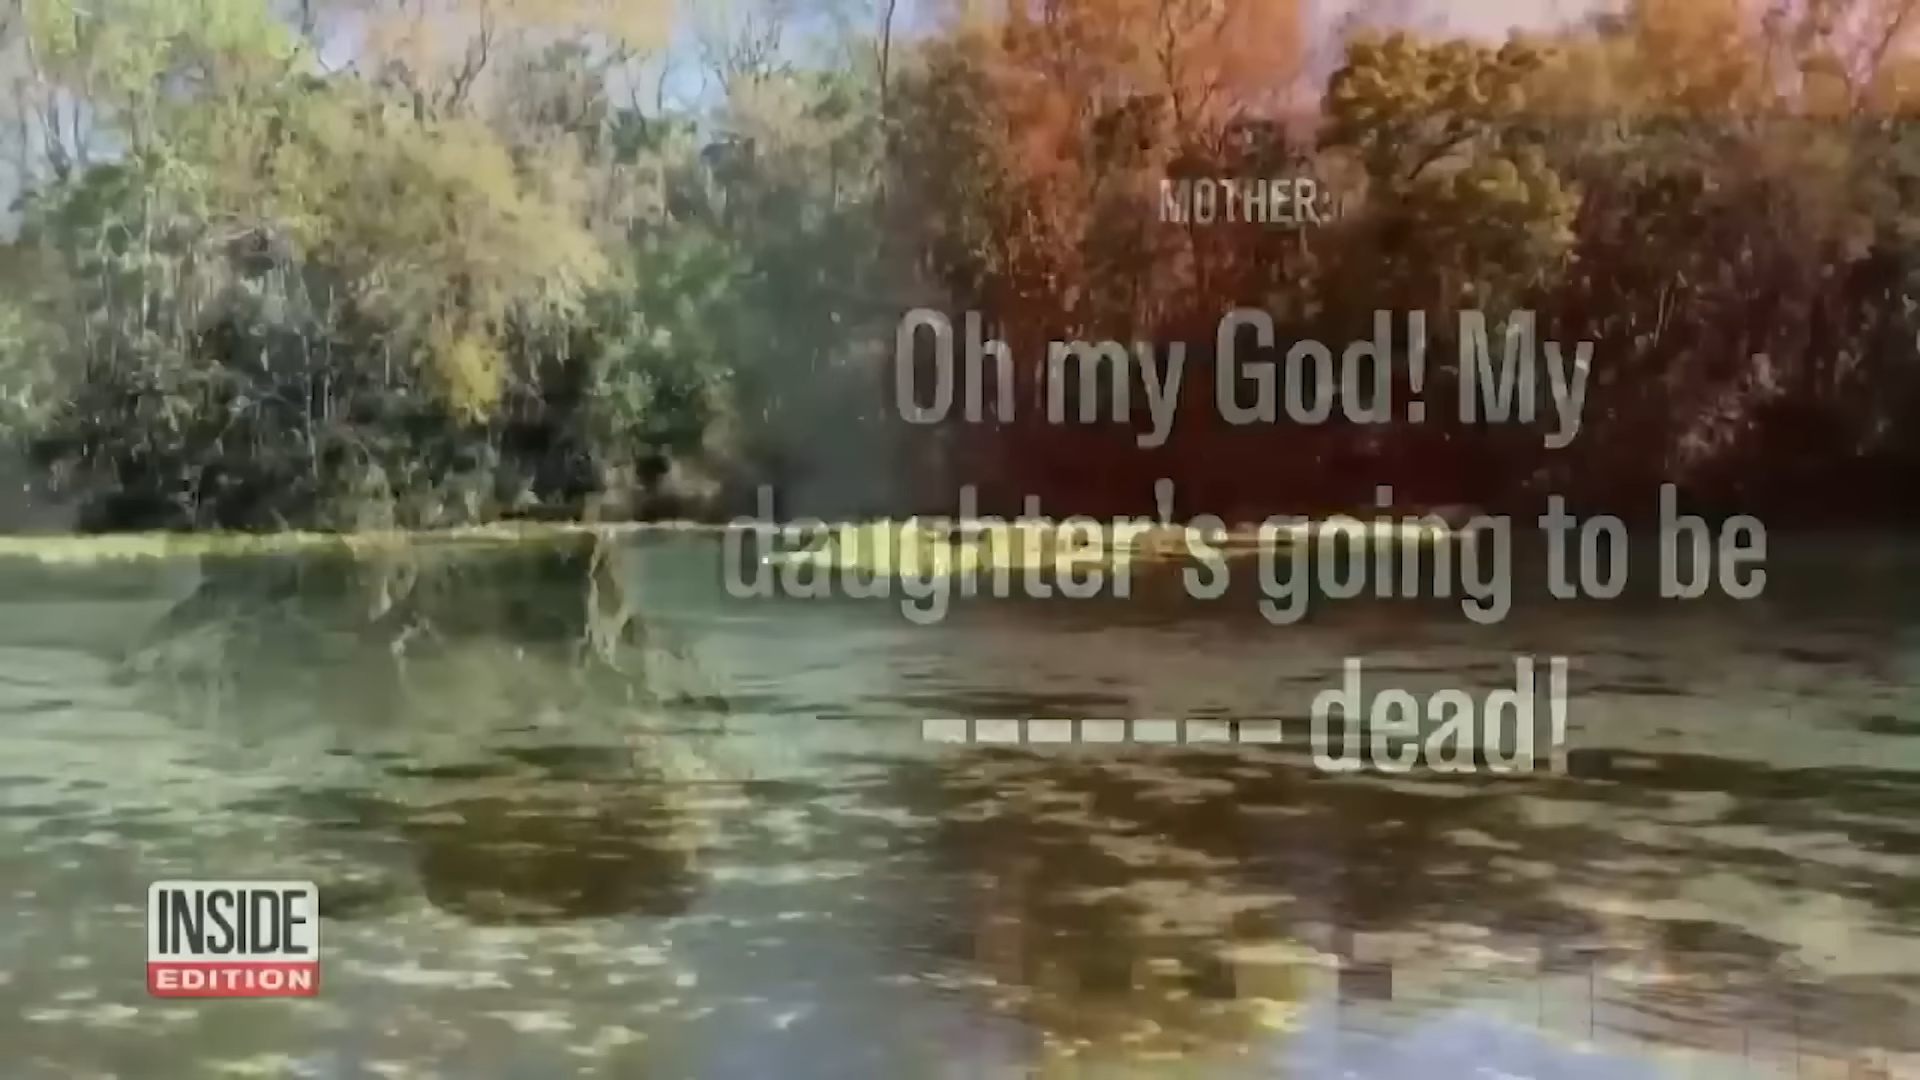 MOTHER:
Oh my God! My
daughter's going to be
------- dead!
INSIDE
EDITION